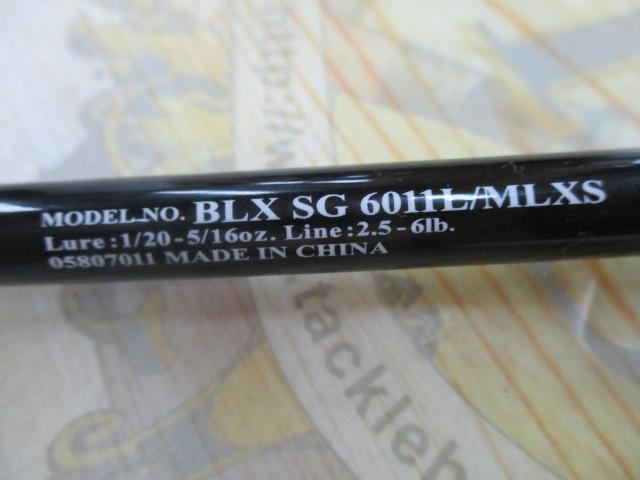 MODEL.NO. BLX SG 6011L/MLXS
Lure:1/20-5/16oz. Line:2.5-6lb.
05807011 MADE IN CHINA
.tackleb